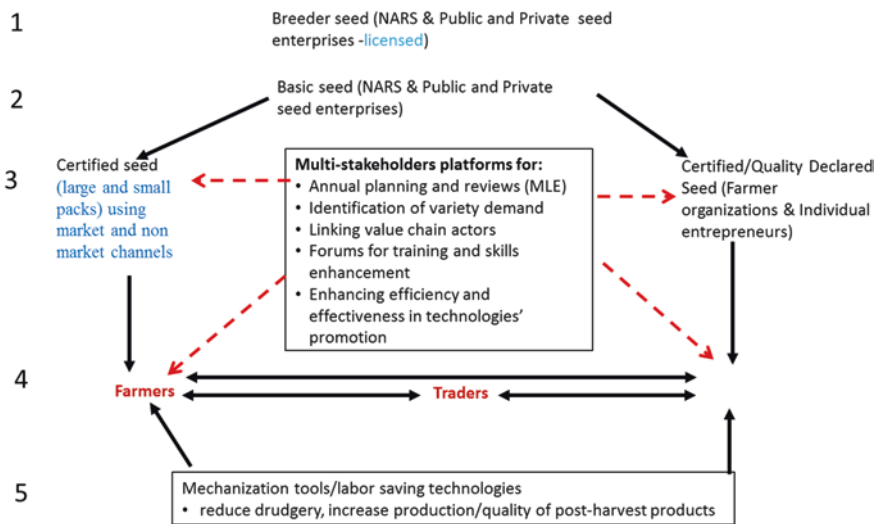 1
Breeder seed (NARS & Public and Private seed
enterprises -licensed)
2
Basic seed (NARS & Public and Private
seed enterprises)
3
Certified seed
(large and small
packs) using
market and non
market channels
Multi-stakeholders platforms for:
• Annual planning and reviews (MLE)
• Identification of variety demand
• Linking value chain actors
• Forums for training and skills
enhancement
• Enhancing efficiency and
effectiveness in technologies'
promotion
Certified/Quality Declared
Seed (Farmer
organizations & Individual
entrepreneurs)
4
Farmers
Traders
5
Mechanization tools/labor saving technologies
• reduce drudgery, increase production/quality of post-harvest products